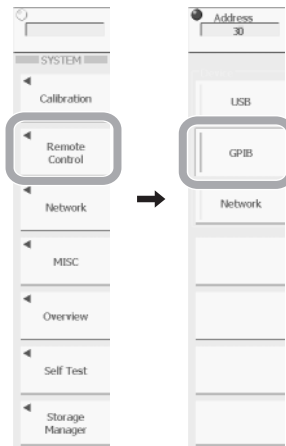 SYSTEM
Calibration
Remote
Control
Network
MISC
Overview
Self Test
Storage
Manager
Address
30
USB
GPIB
Network